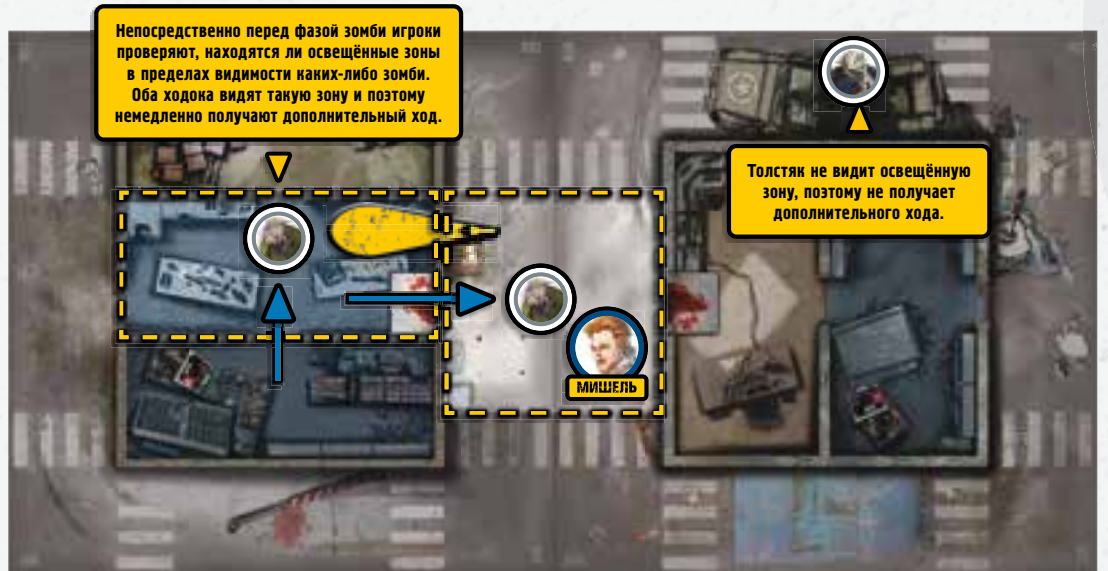 Непосредственно перед фазой зомби игроки
проверяют, находятся ли освещённые зоны
в пределах видимости каких-либо зомби.
Оба ходока видят такую зону и поэтому
немедленно получают дополнительный ход.
Толстяк не видит освещённую
зону, поэтому не получает
дополнительного хода.
МИШЕЛЬ